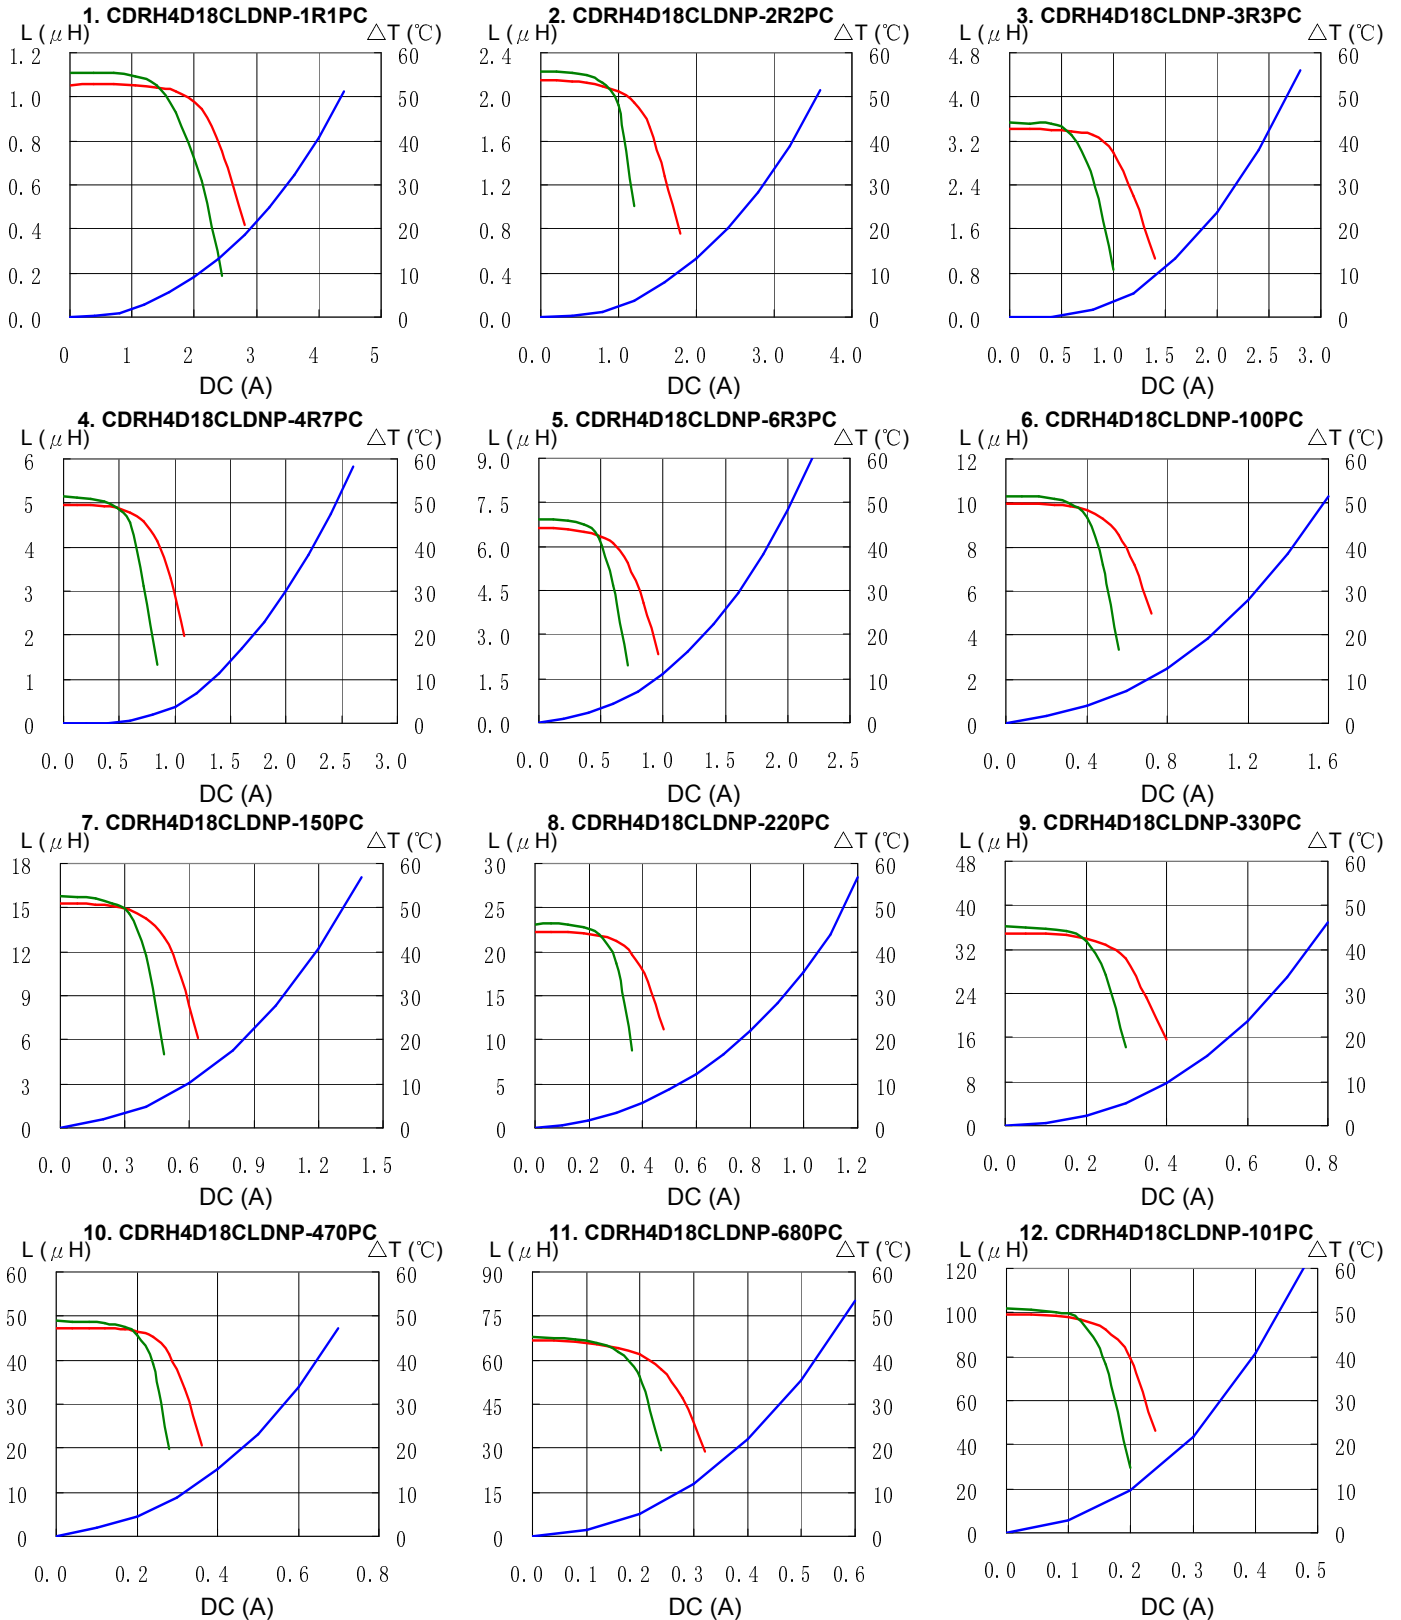 1. CDRH4D18CLDNP-1R1PC
L (μH) △T (℃)
1.2 60
1.0 50
0.8 40
0.6 30
0.4 20
0.2 10
0.0 0
0 1 2 3 4 5
DC (A)
2. CDRH4D18CLDNP-2R2PC
L (μH) △T (℃)
2.4 60
2.0 50
1.6 40
1.2 30
0.8 20
0.4 10
0.0 0
0.0 1.0 2.0 3.0 4.0
DC (A)
3. CDRH4D18CLDNP-3R3PC
L (μH) △T (℃)
4.8 60
4.0 50
3.2 40
2.4 30
1.6 20
0.8 10
0.0 0
0.0 0.5 1.0 1.5 2.0 2.5 3.0
DC (A)
4. CDRH4D18CLDNP-4R7PC
L (μH) △T (℃)
6 60
5 50
4 40
3 30
2 20
1 10
0 0
0.0 0.5 1.0 1.5 2.0 2.5 3.0
DC (A)
5. CDRH4D18CLDNP-6R3PC
L (μH) △T (℃)
9.0 60
7.5 50
6.0 40
4.5 30
3.0 20
1.5 10
0.0 0
0.0 0.5 1.0 1.5 2.0 2.5
DC (A)
6. CDRH4D18CLDNP-100PC
L (μH) △T (℃)
12 60
10 50
8 40
6 30
4 20
2 10
0 0
0.0 0.4 0.8 1.2 1.6
DC (A)
7. CDRH4D18CLDNP-150PC
L (μH) △T (℃)
18 60
15 50
12 40
9 30
6 20
3 10
0 0
0.0 0.3 0.6 0.9 1.2 1.5
DC (A)
8. CDRH4D18CLDNP-220PC
L (μH) △T (℃)
30 60
25 50
20 40
15 30
10 20
5 10
0 0
0.0 0.2 0.4 0.6 0.8 1.0 1.2
DC (A)
9. CDRH4D18CLDNP-330PC
L (μH) △T (℃)
48 60
40 50
32 40
24 30
16 20
8 10
0 0
0.0 0.2 0.4 0.6 0.8
DC (A)
10. CDRH4D18CLDNP-470PC
L (μH) △T (℃)
60 60
50 50
40 40
30 30
20 20
10 10
0 0
0.0 0.2 0.4 0.6 0.8
DC (A)
11. CDRH4D18CLDNP-680PC
L (μH) △T (℃)
90 60
75 50
60 40
45 30
30 20
15 10
0 0
0.0 0.1 0.2 0.3 0.4 0.5 0.6
DC (A)
12. CDRH4D18CLDNP-101PC
L (μH) △T (℃)
120 60
100 50
80 40
60 30
40 20
20 10
0 0
0.0 0.1 0.2 0.3 0.4 0.5
DC (A)